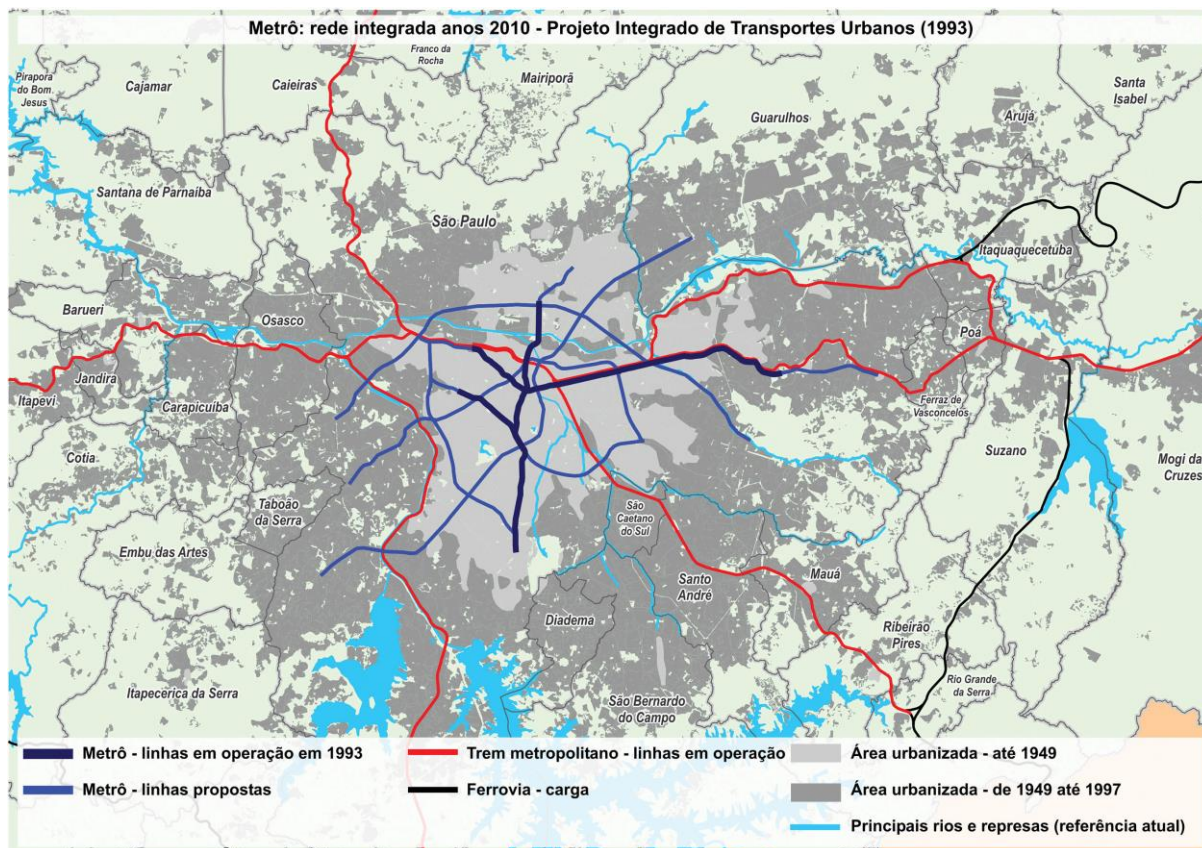 Metrô: rede integrada anos 2010 - Projeto Integrado de Transportes Urbanos (1993)
Franco da
Rocha
Pirapora
do Bom
Jesus
Cajamar
Caieiras
Mairiporã
Santa
Isabel
Guarulhos
Arujá
Santana de Parnaíba
São Paulo
Itaquaquecetuba
Barueri
Osasco
Poá
Jandira
Itapevi
Carapicuíba
Ferraz de
Vasconcelos
Cotia
Suzano
Mogi da
Cruzes
Taboão
da Serra
São
Caetano
do Sul
Embu das Artes
Santo
André
Mauá
Diadema
Ribeirão
Pires
Itapecerica da Serra
Rio Grande
da Serra
São Bernardo
do Campo
Metrô - linhas em operação em 1993
Trem metropolitano - linhas em operação
Área urbanizada - até 1949
Metrô - linhas propostas
Ferrovia - carga
Área urbanizada - de 1949 até 1997
Principais rios e represas (referência atual)